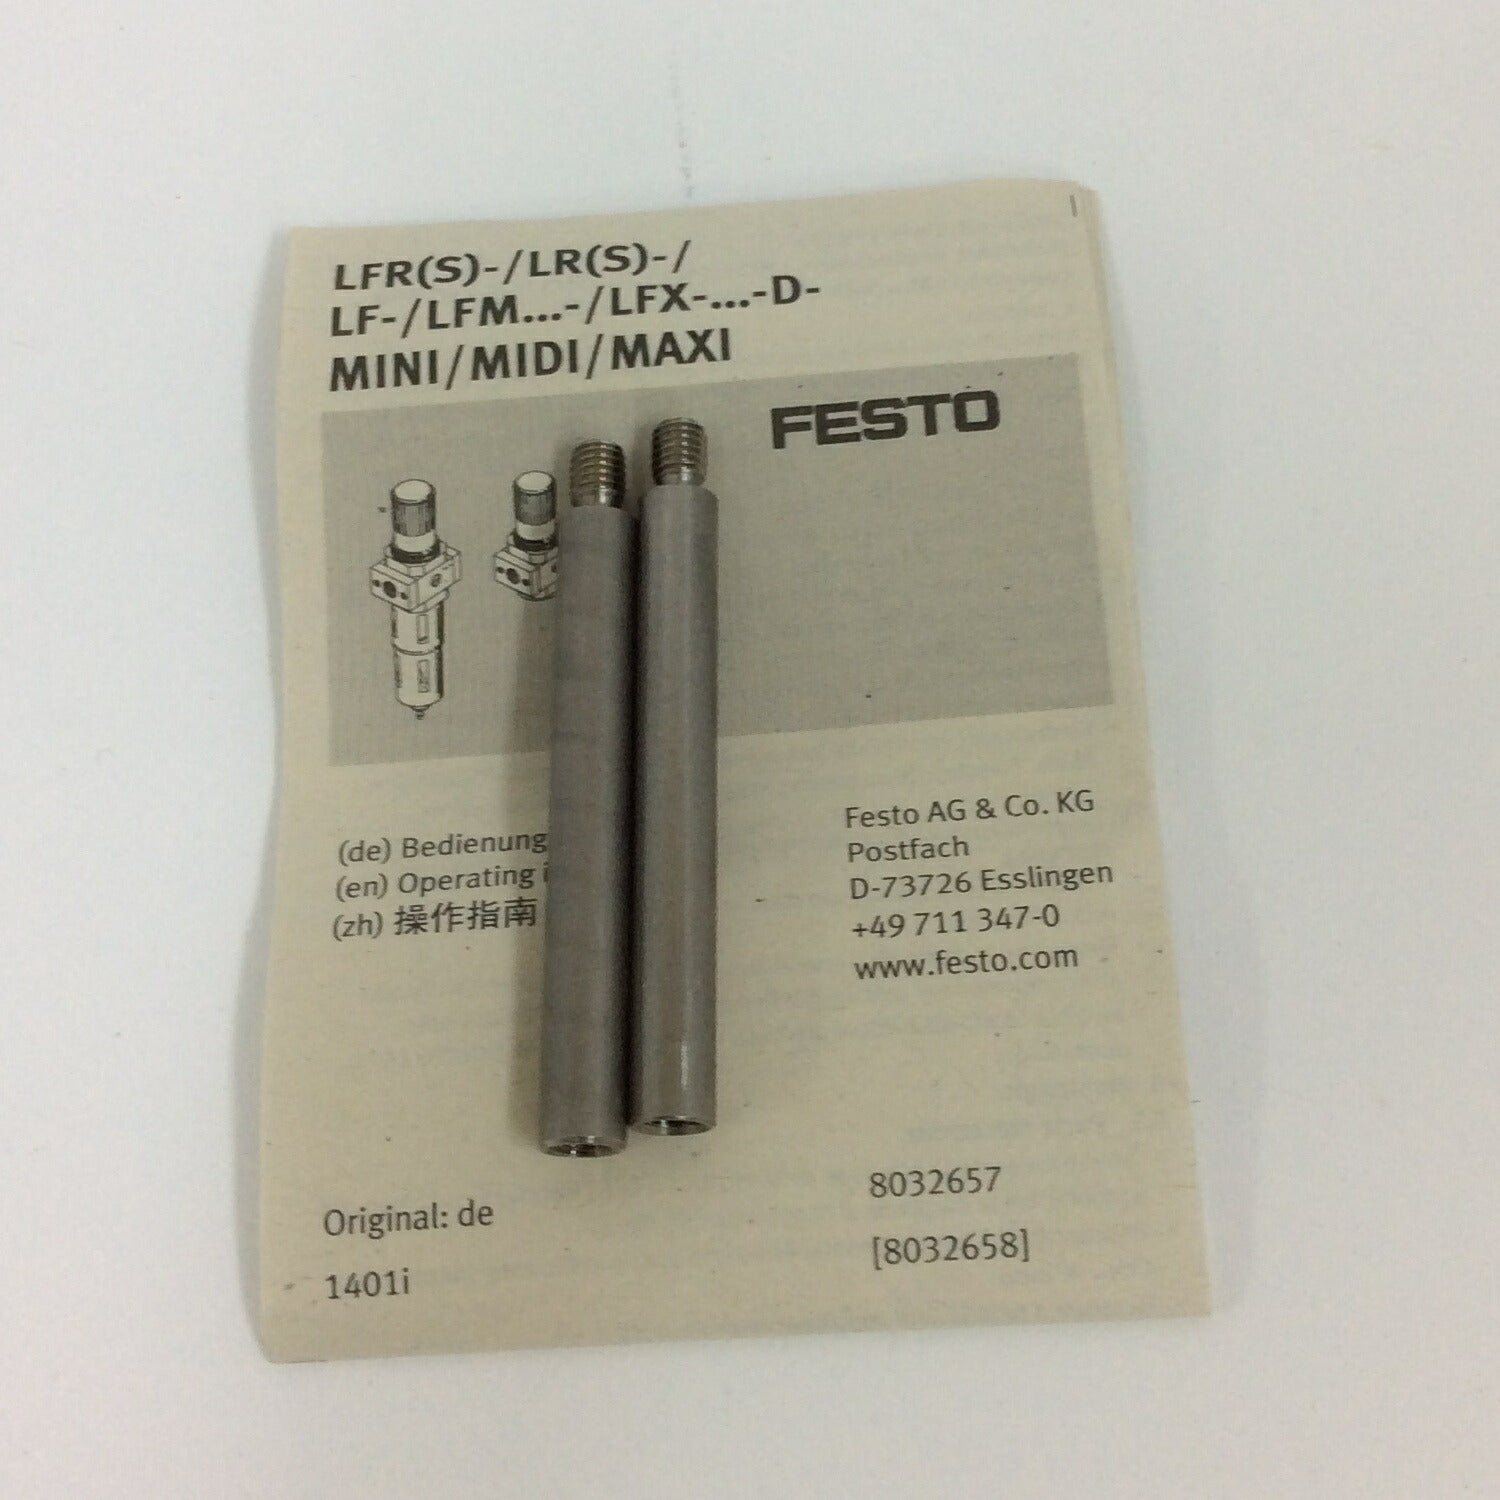 LFR(S)-/LR(S)-/
LF-/LFM...-/LFX-...-D-
MINI/MIDI/MAXI
FESTO
(de) Bedienung
(en) Operating
(zh) 操作指南
Festo AG & Co. KG
Postfach
D-73726 Esslingen
+49 711 347-0
www.festo.com
Original: de
1401i
8032657
[8032658]